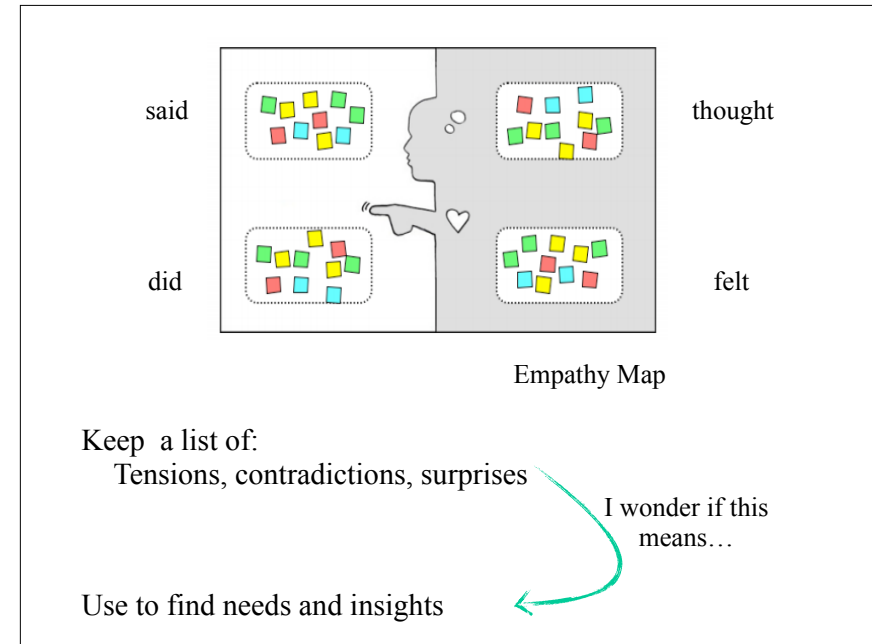 said
thought
did
felt
Empathy Map
Keep a list of:
Tensions, contradictions, surprises
I wonder if this
means…
Use to find needs and insights